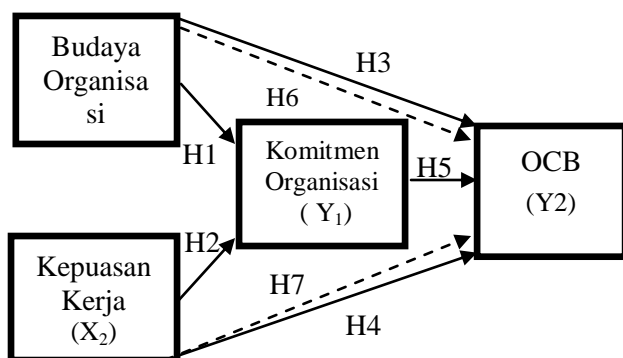 Budaya
Organisa
si
H3
H6
H1
Komitmen
Organisasi
( Y₁)
H5
OCB
(Y2)
H2
Kepuasan
Kerja
(X₂)
H7
H4